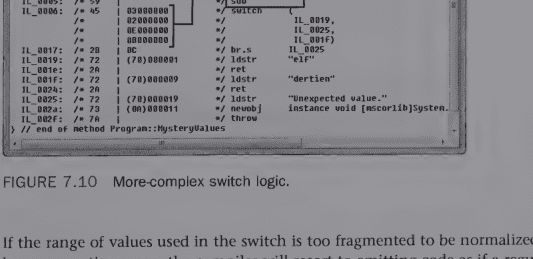 IL_0005: /* 59 | */ sub
IL_0006: /* 45 | 03000000 */ switch (
02000000 */ IL_0019,
0E000000 */ IL_0025,
08000000 */ IL_001f)
IL_0017: /* 2B | 0C */ br.s IL_0025
IL_0019: /* 72 | (70)000001 */ ldstr "elf"
IL_001e: /* 2A | */ ret
IL_001f: /* 72 | (70)000009 */ ldstr "dertien"
IL_0024: /* 2A | */ ret
IL_0025: /* 72 | (70)000019 */ ldstr "Unexpected value."
IL_002a: /* 73 | (0A)000011 */ newobj instance void [mscorlib]System.
IL_002f: /* 7A | */ throw
} // end of method Program::MysteryValues
FIGURE 7.10 More-complex switch logic.
If the range of values used in the switch is too fragmented to be normalized